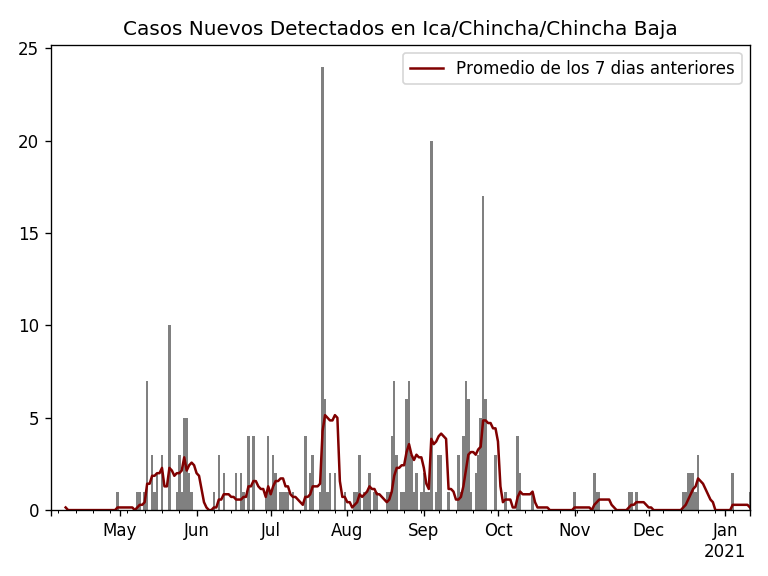 Casos Nuevos Detectados en Ica/Chincha/Chincha Baja
Promedio de los 7 dias anteriores
25
20
15
10
5
0
May Jun Jul Aug Sep Oct Nov Dec Jan
2021